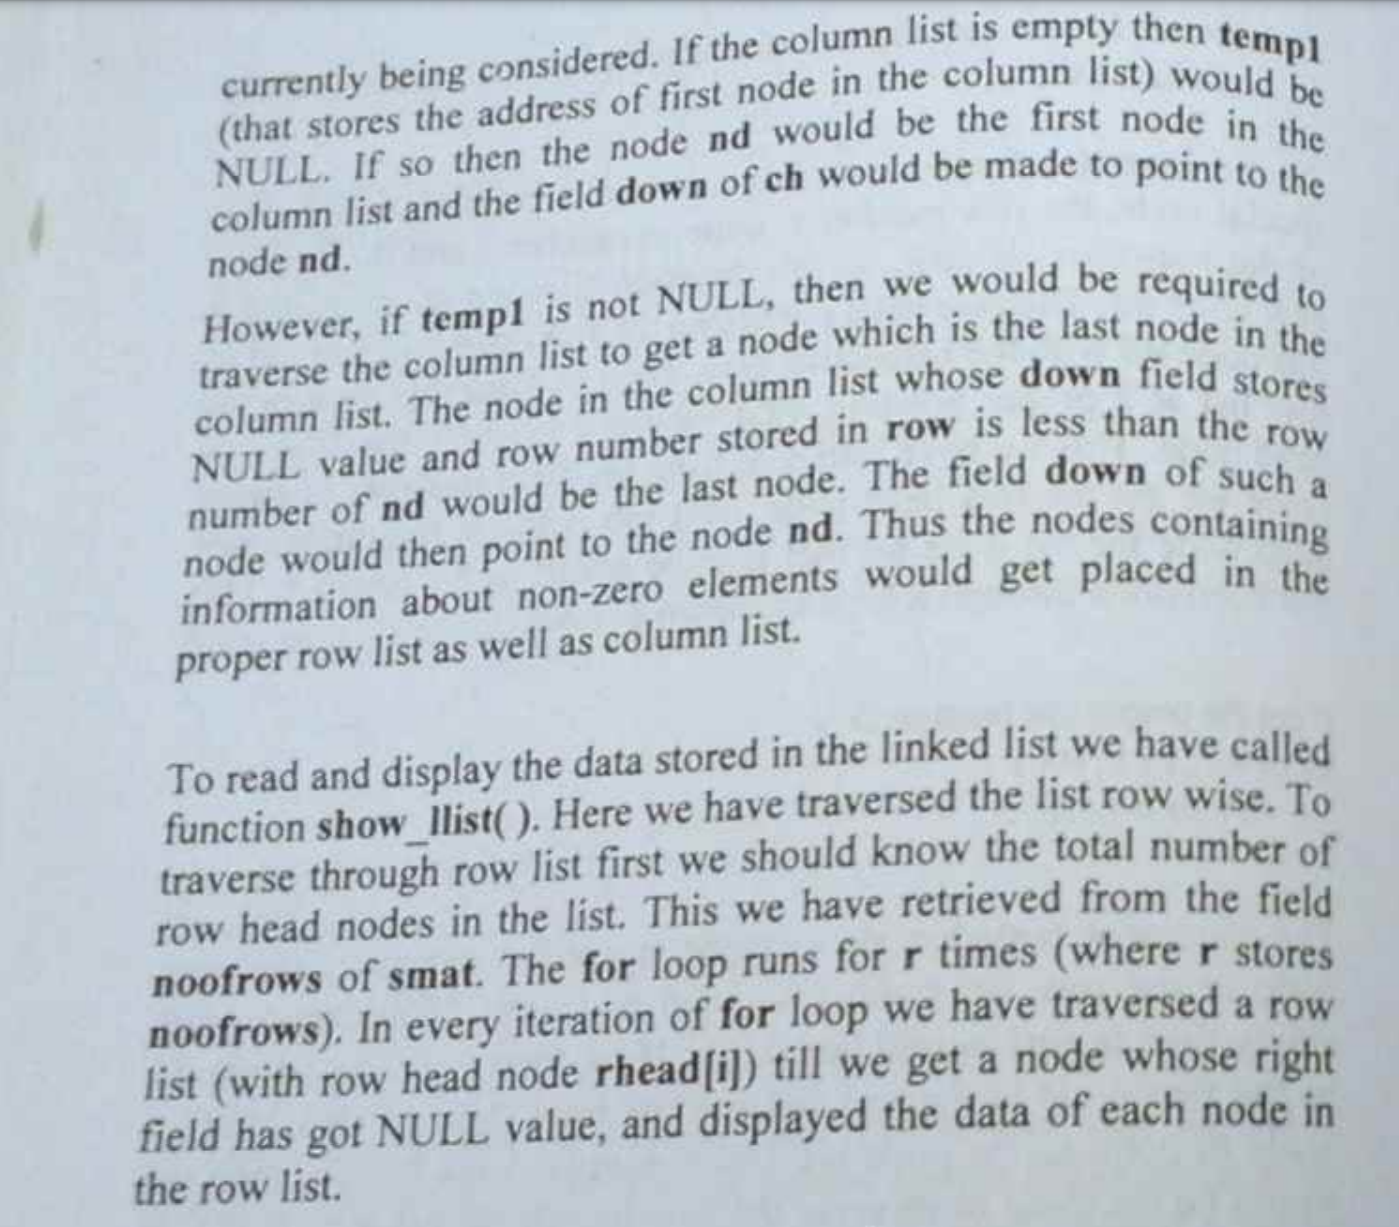 currently being considered. If the column list is empty then temp1
(that stores the address of first node in the column list) would be
NULL. If so then the node nd would be the first node in the
column list and the field down of ch would be made to point to the
node nd.
However, if temp1 is not NULL, then we would be required to
traverse the column list to get a node which is the last node in the
column list. The node in the column list whose down field stores
NULL value and row number stored in row is less than the row
number of nd would be the last node. The field down of such a
node would then point to the node nd. Thus the nodes containing
information about non-zero elements would get placed in the
proper row list as well as column list.
To read and display the data stored in the linked list we have called
function show_llist( ). Here we have traversed the list row wise. To
traverse through row list first we should know the total number of
row head nodes in the list. This we have retrieved from the field
noofrows of smat. The for loop runs for r times (where r stores
noofrows). In every iteration of for loop we have traversed a row
list (with row head node rhead[i]) till we get a node whose right
field has got NULL value, and displayed the data of each node in
the row list.